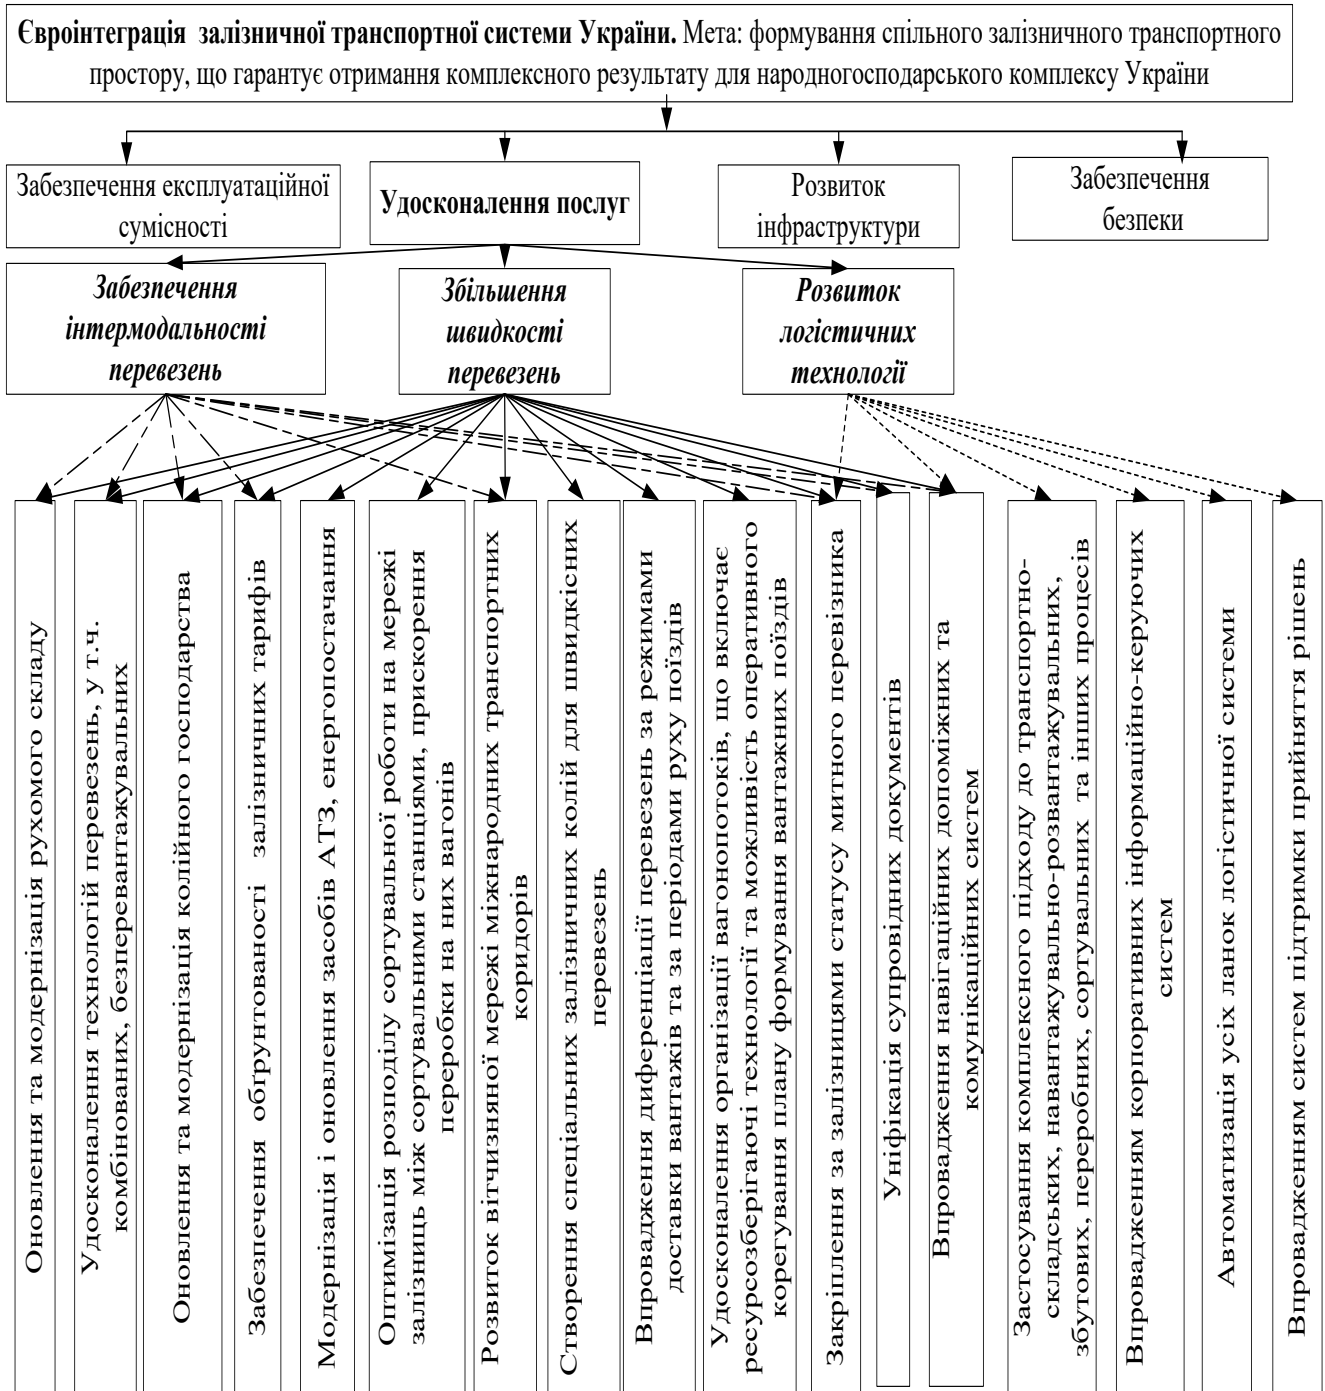 Євроінтеграція залізничної транспортної системи України. Мета: формування спільного залізничного транспортного
простору, що гарантує отримання комплексного результату для народногосподарського комплексу України
Забезпечення експлуатаційної
сумісності
Удосконалення послуг
Розвиток
інфраструктури
Забезпечення
безпеки
Забезпечення
інтермодальності
перевезень
Збільшення
швидкості
перевезень
Розвиток
логістичних
технології
Оновлення та модернізація рухомого складу
Удосконалення технологій перевезень, у т.ч.
комбінованих, безперевантажувальних
Оновлення та модернізація колійного господарства
Забезпечення обґрунтованості залізничних тарифів
Модернізація і оновлення засобів АТЗ, енергопостачання
Оптимізація розподілу сортувальної роботи на мережі
залізниць між сортувальними станціями, прискорення
переробки на них вагонів
Розвиток вітчизняної мережі міжнародних транспортних
коридорів
Створення спеціальних залізничних колій для швидкісних
перевезень
Впровадження диференціації перевезень за режимами
доставки вантажів та за періодами руху поїздів
Удосконалення організації вагонопотоків, що включає
ресурсозберігаючі технології та можливість оперативного
корегування плану формування вантажних поїздів
Закріплення за залізницями статусу митного перевізника
Уніфікація супровідних документів
Впровадження навігаційних допоміжних та
комунікаційних систем
Застосування комплексного підходу до транспортно-
складських, навантажувально-розвантажувальних,
збутових, переробних, сортувальних та інших процесів
Впровадженням корпоративних інформаційно-керуючих
систем
Автоматизація усіх ланок логістичної системи
Впровадженням систем підтримки прийняття рішень